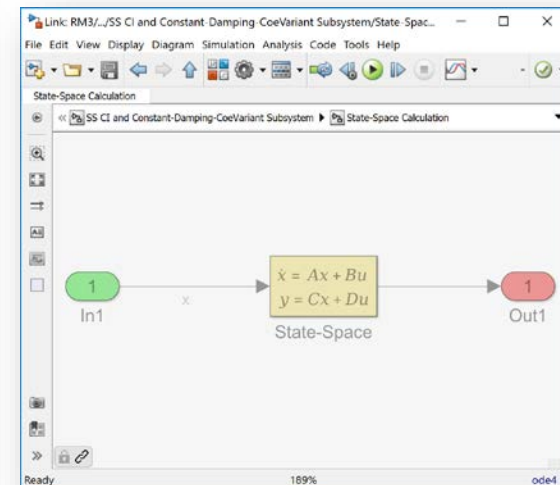 Link: RM3/.../SS CI and Constant-Damping-CoeVariant Subsystem/State-Spac...
File Edit View Display Diagram Simulation Analysis Code Tools Help
State-Space Calculation
« SS CI and Constant-Damping-CoeVariant Subsystem ▶ State-Space Calculation
1
ẋ = Ax + Bu
y = Cx + Du
1
In1
x
State-Space
Out1
Ready 189% ode4